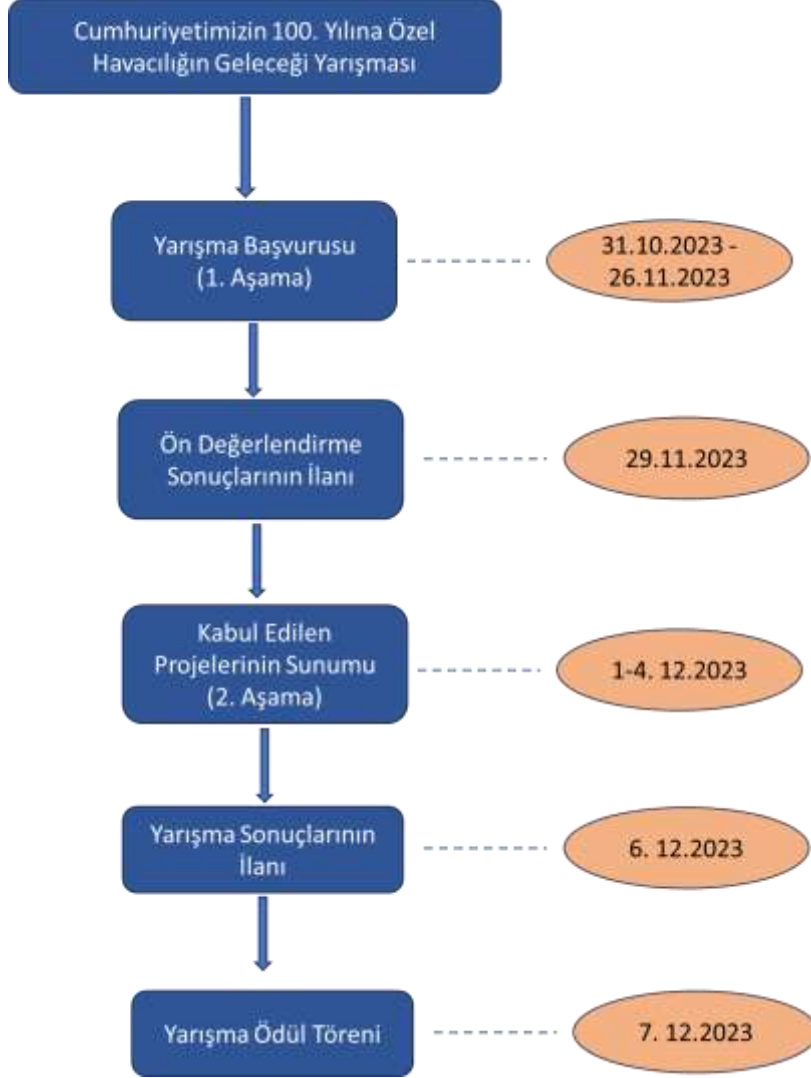 Cumhuriyetimizin 100. Yılına Özel
Havacılığın Geleceği Yarışması
Yarışma Başvurusu
(1. Aşama)
31.10.2023 -
26.11.2023
Ön Değerlendirme
Sonuçlarının İlanı
29.11.2023
Kabul Edilen
Projelerinin Sunumu
(2. Aşama)
1-4. 12.2023
Yarışma Sonuçlarının
İlanı
6. 12.2023
Yarışma Ödül Töreni
7. 12.2023